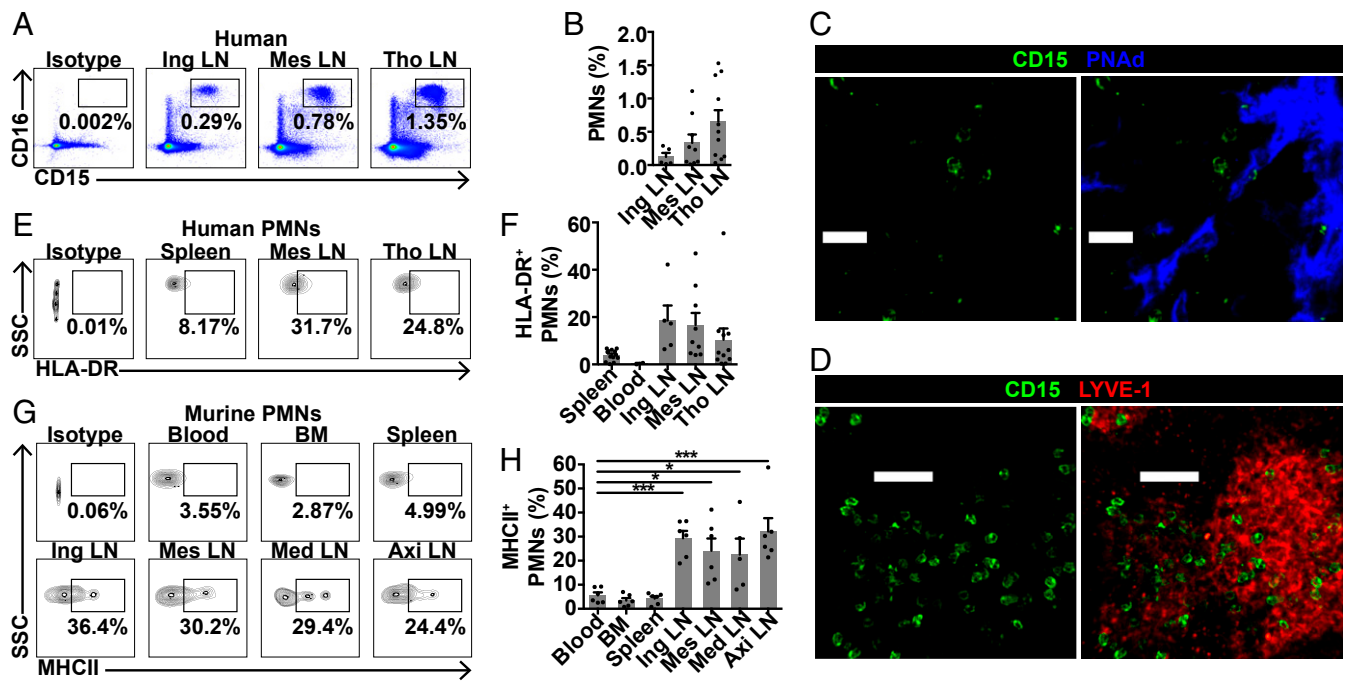 A
Human
Isotype Ing LN Mes LN Tho LN
0.002% 0.29% 0.78% 1.35%
CD16
CD15
B
PMNs (%)
2.0
1.5
1.0
0.5
0.0
Ing LN Mes LN Tho LN
C
CD15 PNAd
E
Human PMNs
Isotype Spleen Mes LN Tho LN
0.01% 8.17% 31.7% 24.8%
SSC
HLA-DR
F
HLA-DR+
PMNs (%)
60
40
20
0
Spleen Blood Ing LN Mes LN Tho LN
D
CD15 LYVE-1
G
Murine PMNs
Isotype Blood BM Spleen
0.06% 3.55% 2.87% 4.99%
Ing LN Mes LN Med LN Axi LN
36.4% 30.2% 29.4% 24.4%
SSC
MHCII
H
MHCII+
PMNs (%)
***
*
*
***
60
50
40
30
20
10
0
Blood BM Spleen Ing LN Mes LN Med LN Axi LN